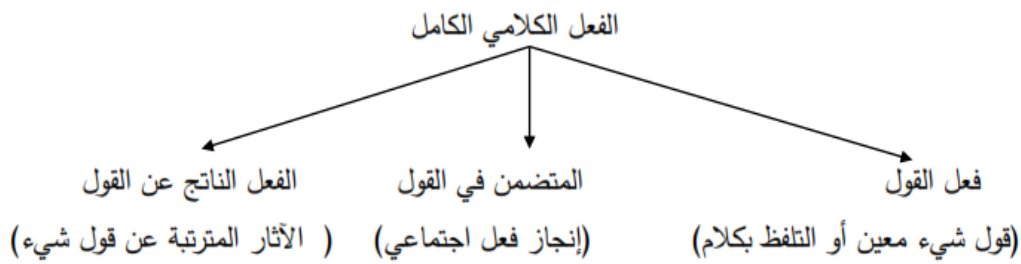 الفعل الكلامي الكامل
فعل القول المتضمن في القول الفعل الناتج عن القول
(قول شيء معين أو التلفظ بكلام) (إنجاز فعل اجتماعي) ( الآثار المترتبة عن قول شيء)